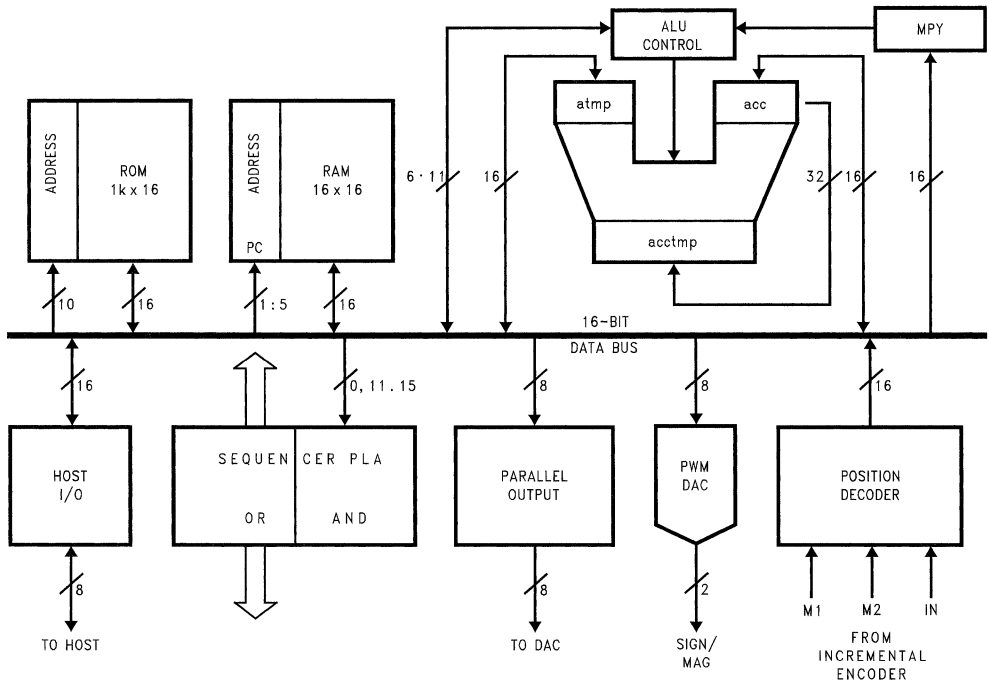 ALU
CONTROL
MPY
atmp
acc
ADDRESS
ROM
1k x 16
ADDRESS
PC
RAM
16 x 16
6·11
16
32
16
16
acctmp
10
16
1:5
16
16-BIT
DATA BUS
16
0, 11.15
8
8
16
HOST
I/O
SEQUENCER PLA
OR
AND
PARALLEL
OUTPUT
PWM
DAC
POSITION
DECODER
8
8
2
M1
M2
IN
TO HOST
TO DAC
SIGN/
MAG
FROM
INCREMENTAL
ENCODER